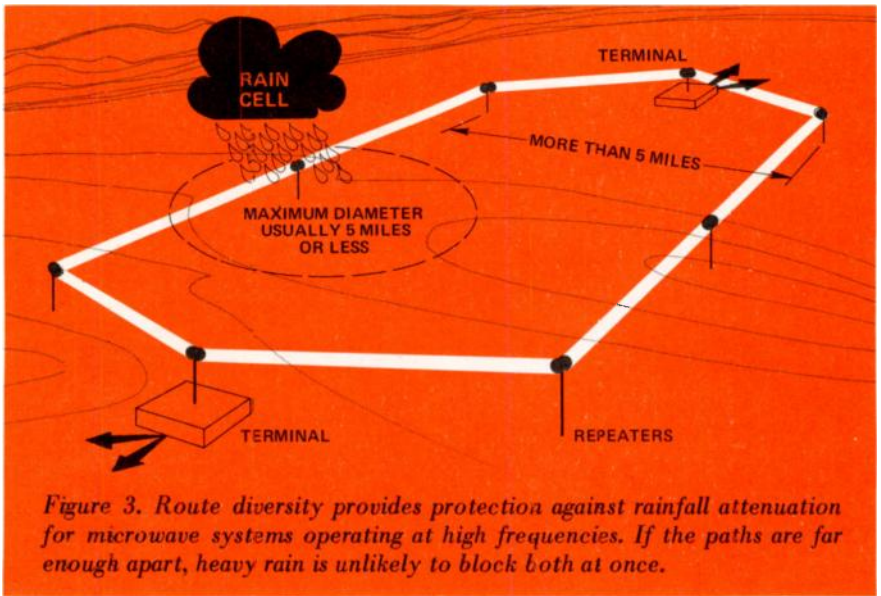 RAIN
CELL
TERMINAL
MORE THAN 5 MILES
MAXIMUM DIAMETER
USUALLY 5 MILES
OR LESS
TERMINAL
REPEATERS
Figure 3. Route diversity provides protection against rainfall attenuation
for microwave systems operating at high frequencies. If the paths are far
enough apart, heavy rain is unlikely to block both at once.